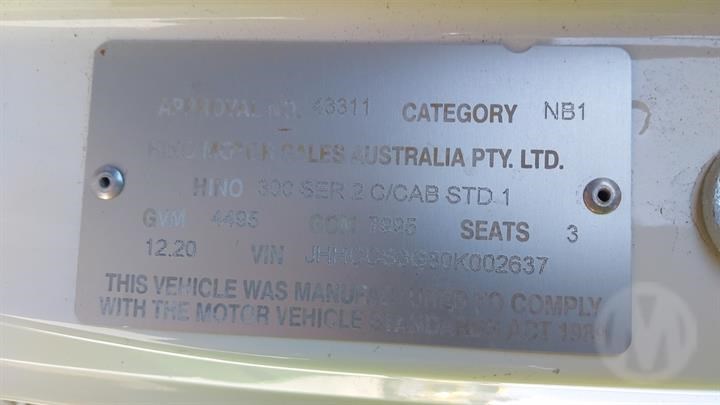 APPROVAL NO. 43311 CATEGORY NB1
HINO MOTOR SALES AUSTRALIA PTY. LTD.
HINO 300 SER 2 C/CAB STD 1
GVM 4495 GCM 7995 SEATS 3
12.20 VIN
THIS VEHICLE WAS MANUFACTURED TO COMPLY
WITH THE MOTOR VEHICLE STANDARDS ACT 1989
M